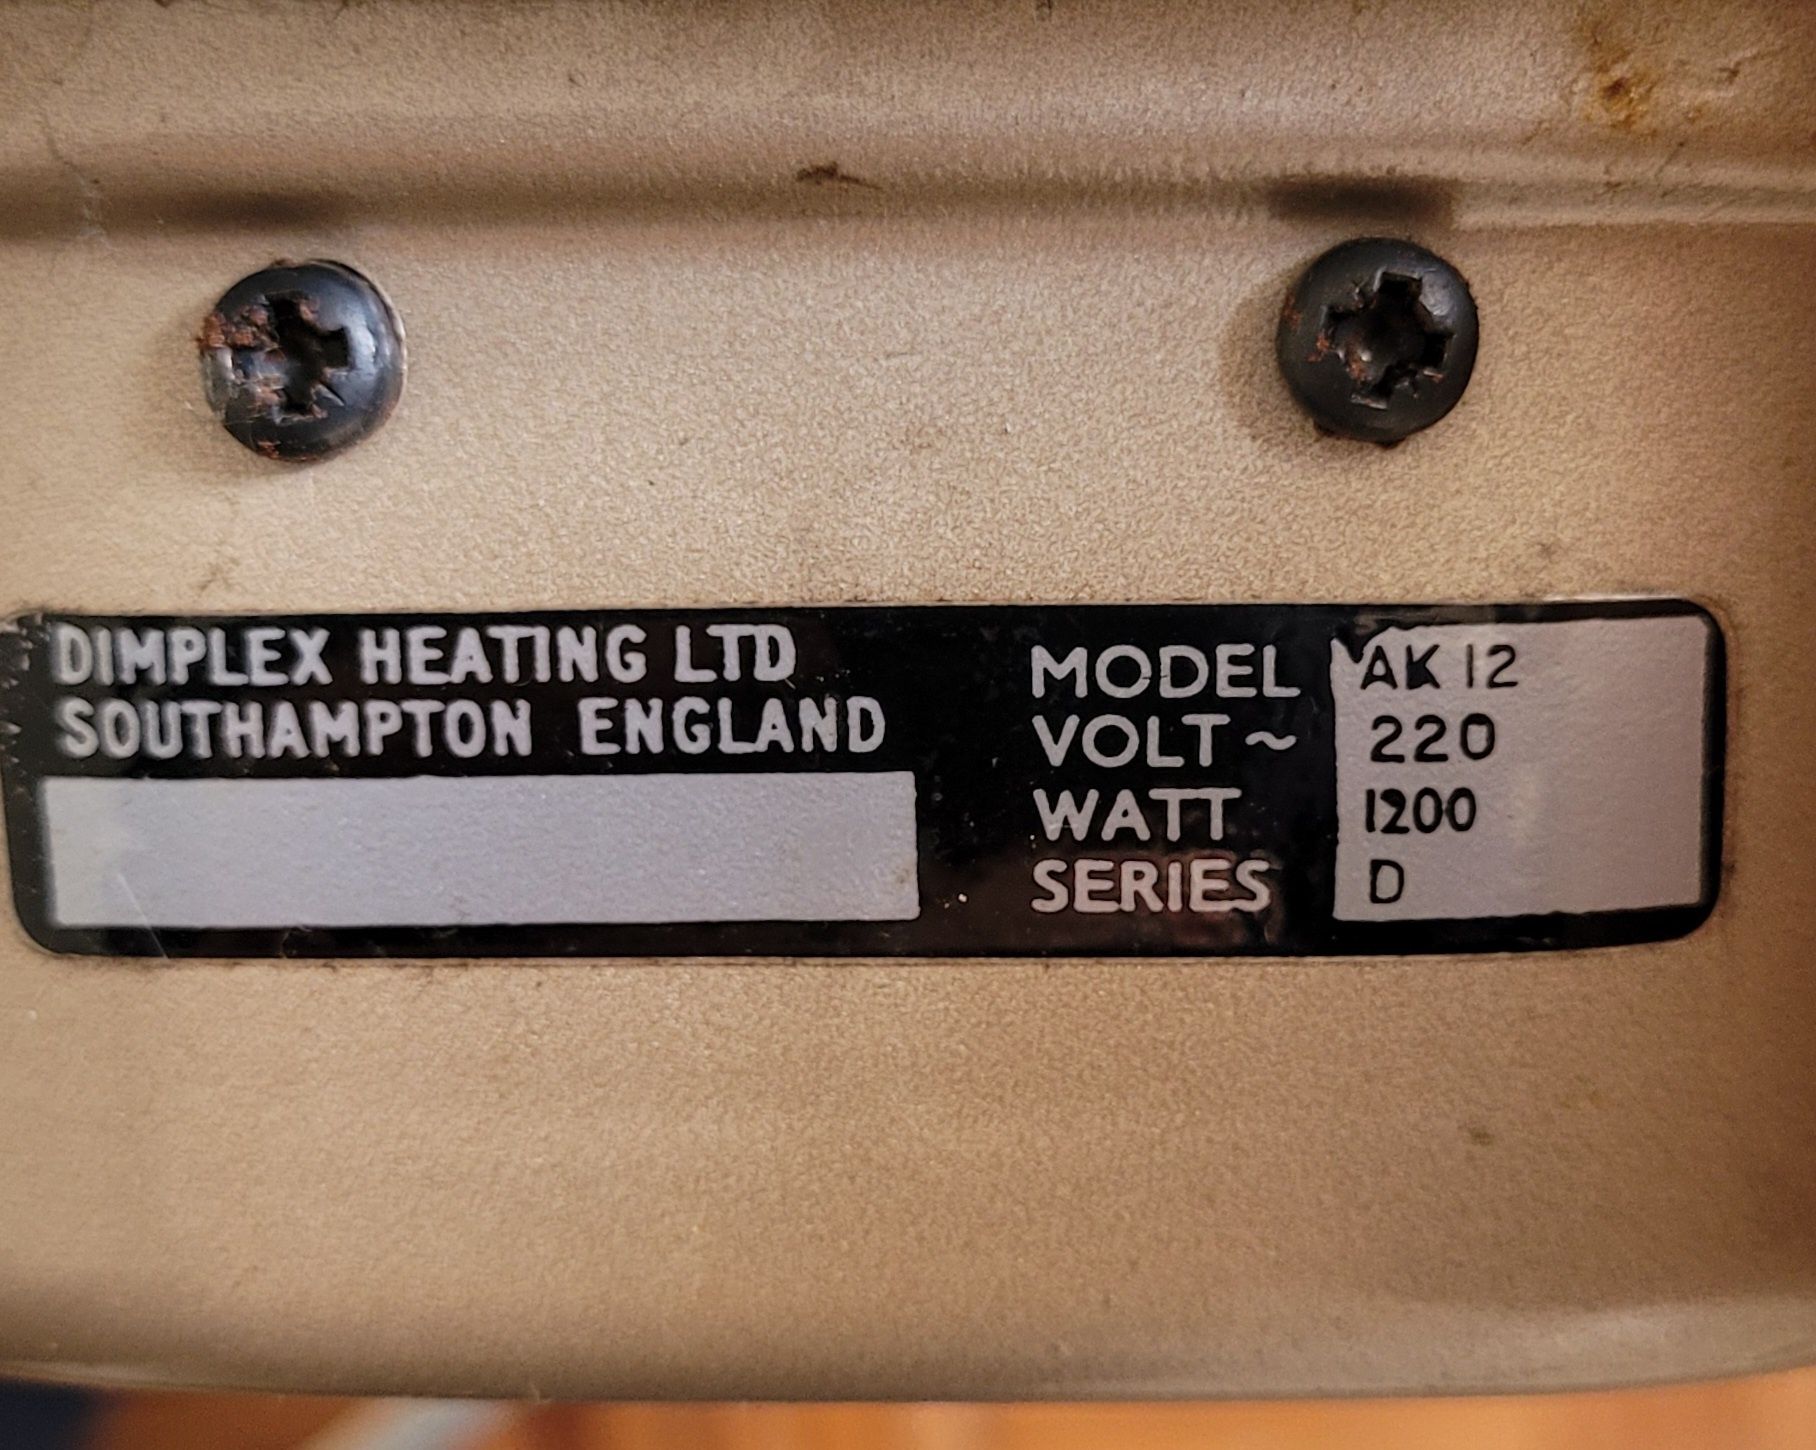 DIMPLEX HEATING LTD
SOUTHAMPTON ENGLAND
MODEL AK 12
VOLT ~ 220
WATT 1200
SERIES D